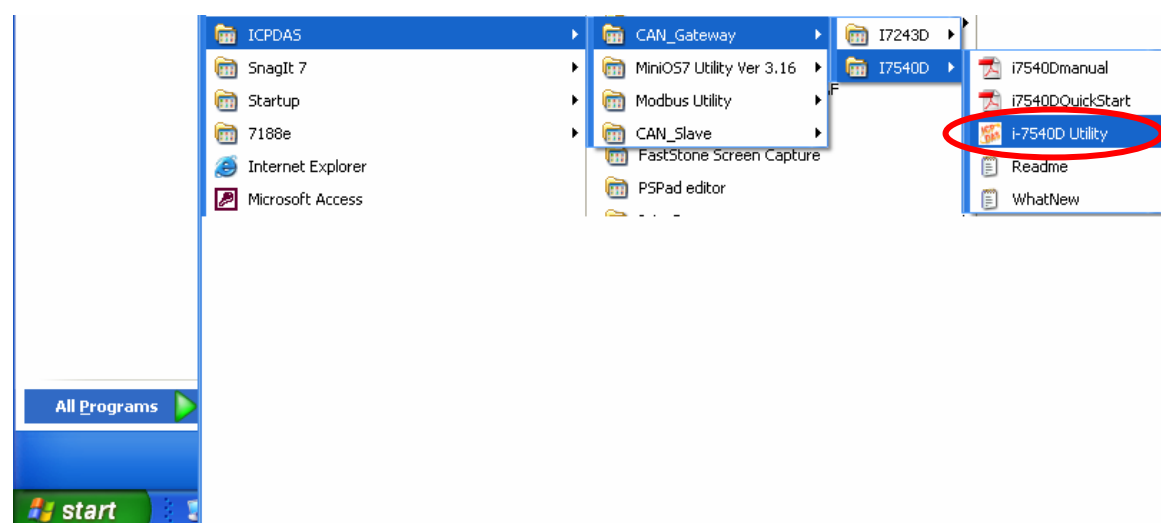 ICPDAS
SnagIt 7
Startup
7188e
Internet Explorer
Microsoft Access
CAN_Gateway
MiniOS7 Utility Ver 3.16
Modbus Utility
CAN_Slave
FastStone Screen Capture
PSPad editor
I7243D
I7540D
i7540Dmanual
i7540DQuickStart
i-7540D Utility
Readme
WhatNew
All Programs
start